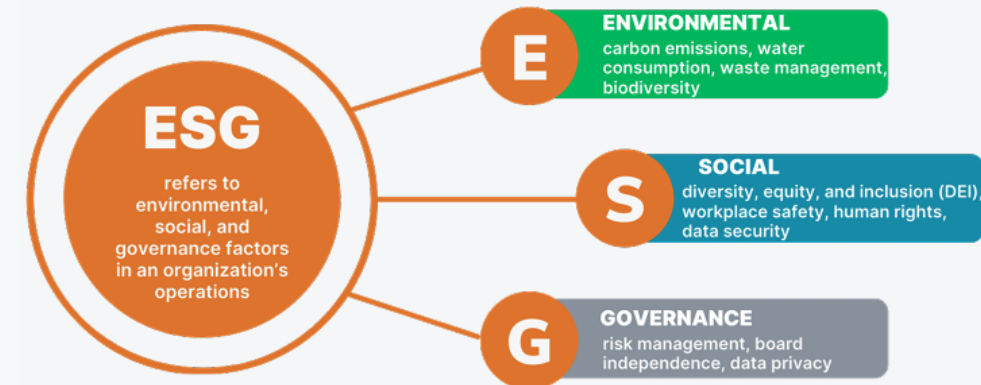 ESG
refers to
environmental,
social, and
governance factors
in an organization's
operations
E
ENVIRONMENTAL
carbon emissions, water
consumption, waste management,
biodiversity
S
SOCIAL
diversity, equity, and inclusion (DEI),
workplace safety, human rights,
data security
G
GOVERNANCE
risk management, board
independence, data privacy